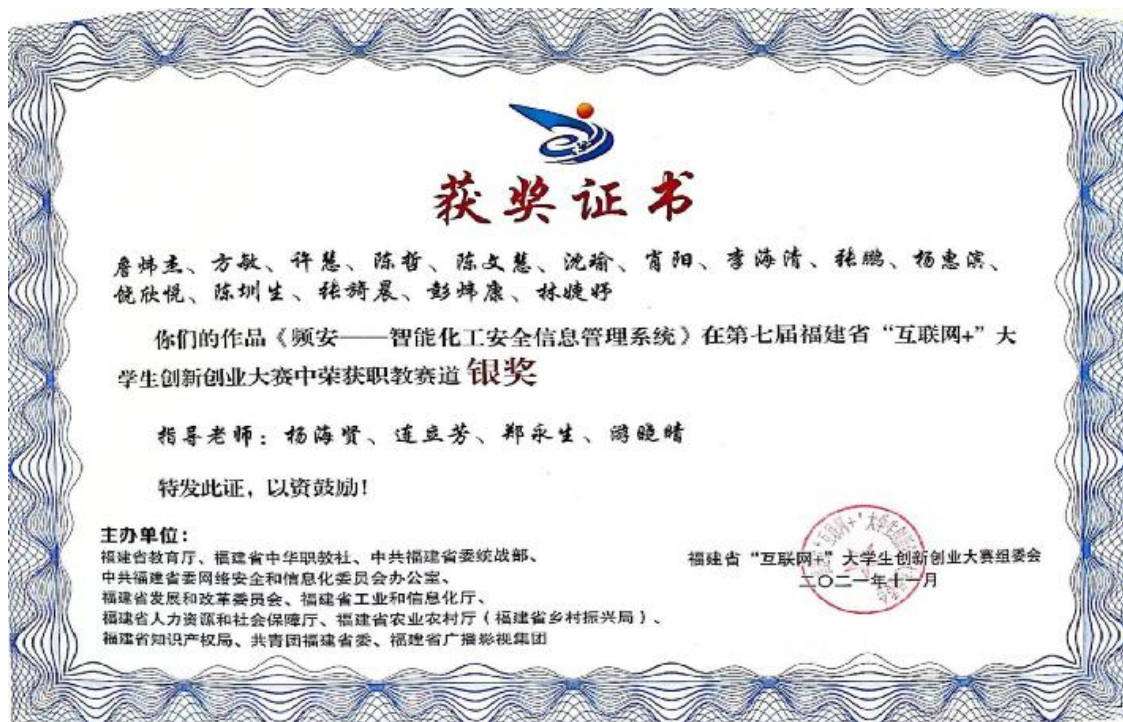 获奖证书
詹炜杰、方敏、许慧、陈哲、陈文慧、沈瑜、肖阳、李海清、张鹏、杨惠滨、
饶欣悦、陈圳生、张旖晨、彭炜康、林婕妤
你们的作品《频安——智能化工安全信息管理系统》在第七届福建省“互联网+”大
学生创新创业大赛中荣获职教赛道 银奖
指导老师：杨海贤、连立芳、郑永生、游晓晴
特发此证，以资鼓励！
主办单位：
福建省教育厅、福建省中华职教社、中共福建省委统战部、
中共福建省委网络安全和信息化委员会办公室、
福建省发展和改革委员会、福建省工业和信息化厅、
福建省人力资源和社会保障厅、福建省农业农村厅（福建省乡村振兴局）、
福建省知识产权局、共青团福建省委、福建省广播影视集团
福建省“互联网+”大学生创新创业大赛组委会
二〇二一年十一月